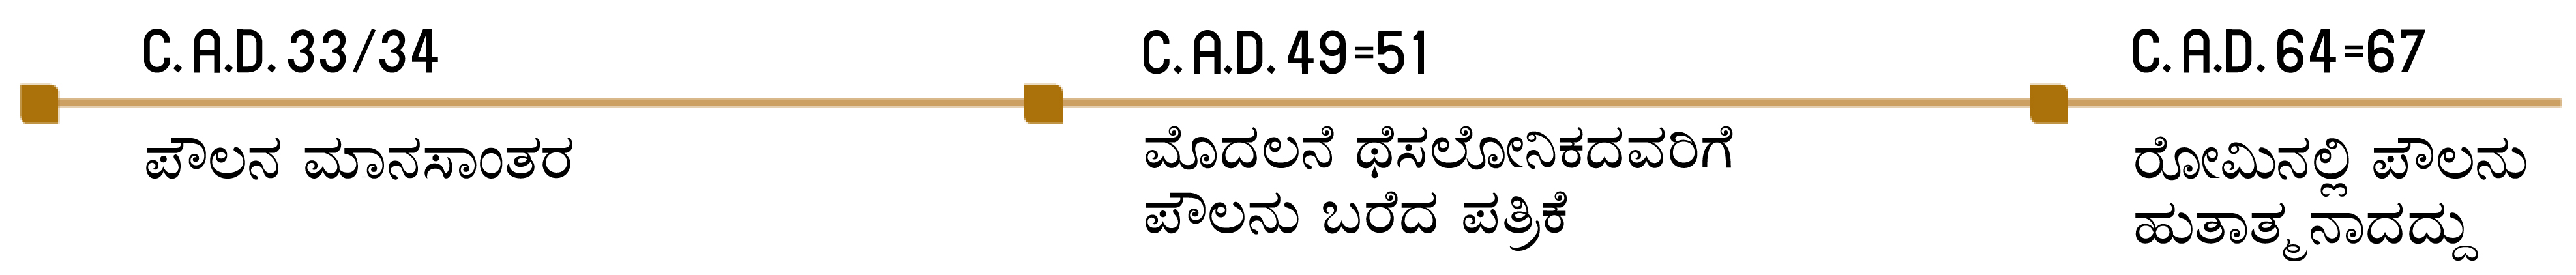 C. A.D. 33/34
ಪೌಲನ ಮಾನಸಾಂತರ
C. A.D. 49=51
ಮೊದಲನೆ ಥೆಸಲೋನಿಕದವರಿಗೆ
ಪೌಲನು ಬರೆದ ಪತ್ರಿಕೆ
C. A.D. 64=67
ರೋಮಿನಲ್ಲಿ ಪೌಲನು
ಹುತಾತ್ಮನಾದದ್ದು